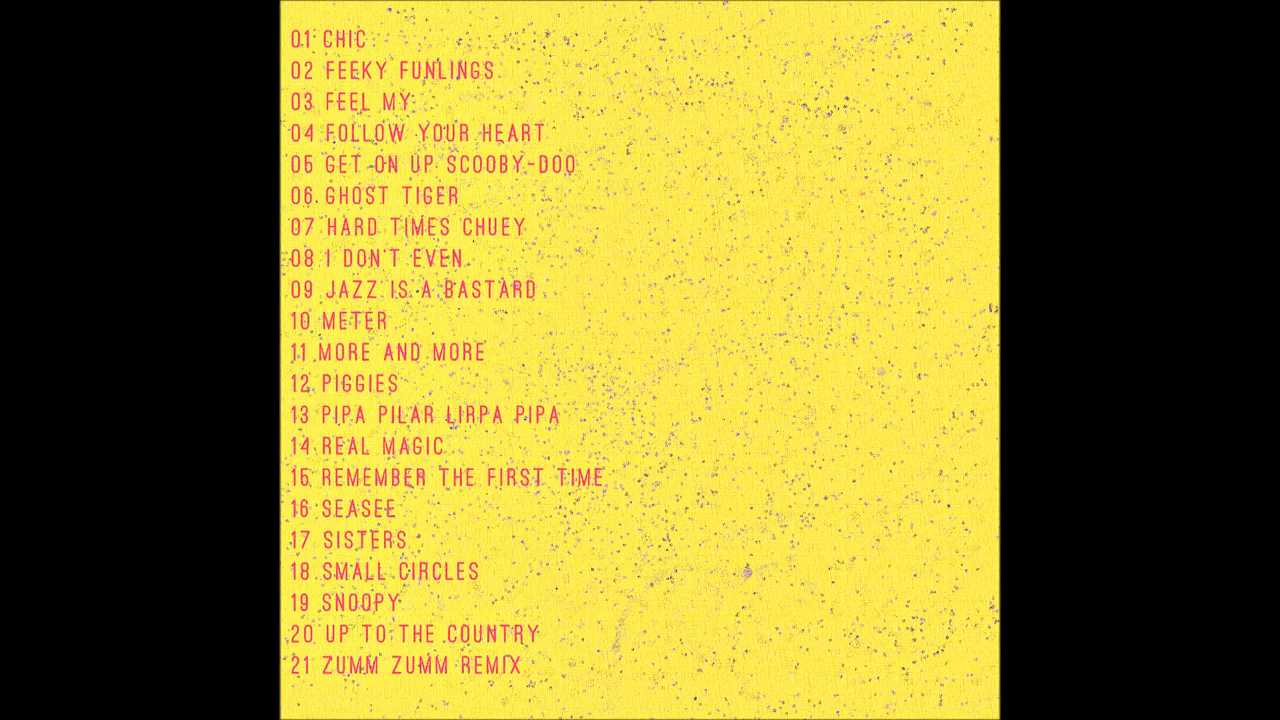 01 CHIC
02 FEEKY FUNLINGS
03 FEEL MY
04 FOLLOW YOUR HEART
05 GET ON UP SCOOBY-DOO
06 GHOST TIGER
07 HARD TIMES CHUEY
08 I DON'T EVEN
09 JAZZ IS A BASTARD
10 METER
11 MORE AND MORE
12 PIGGIES
13 PIPA PILAR LIRPA PIPA
14 REAL MAGIC
15 REMEMBER THE FIRST TIME
16 SEASEE
17 SISTERS
18 SMALL CIRCLES
19 SNOOPY
20 UP TO THE COUNTRY
21 ZUMM ZUMM REMIX